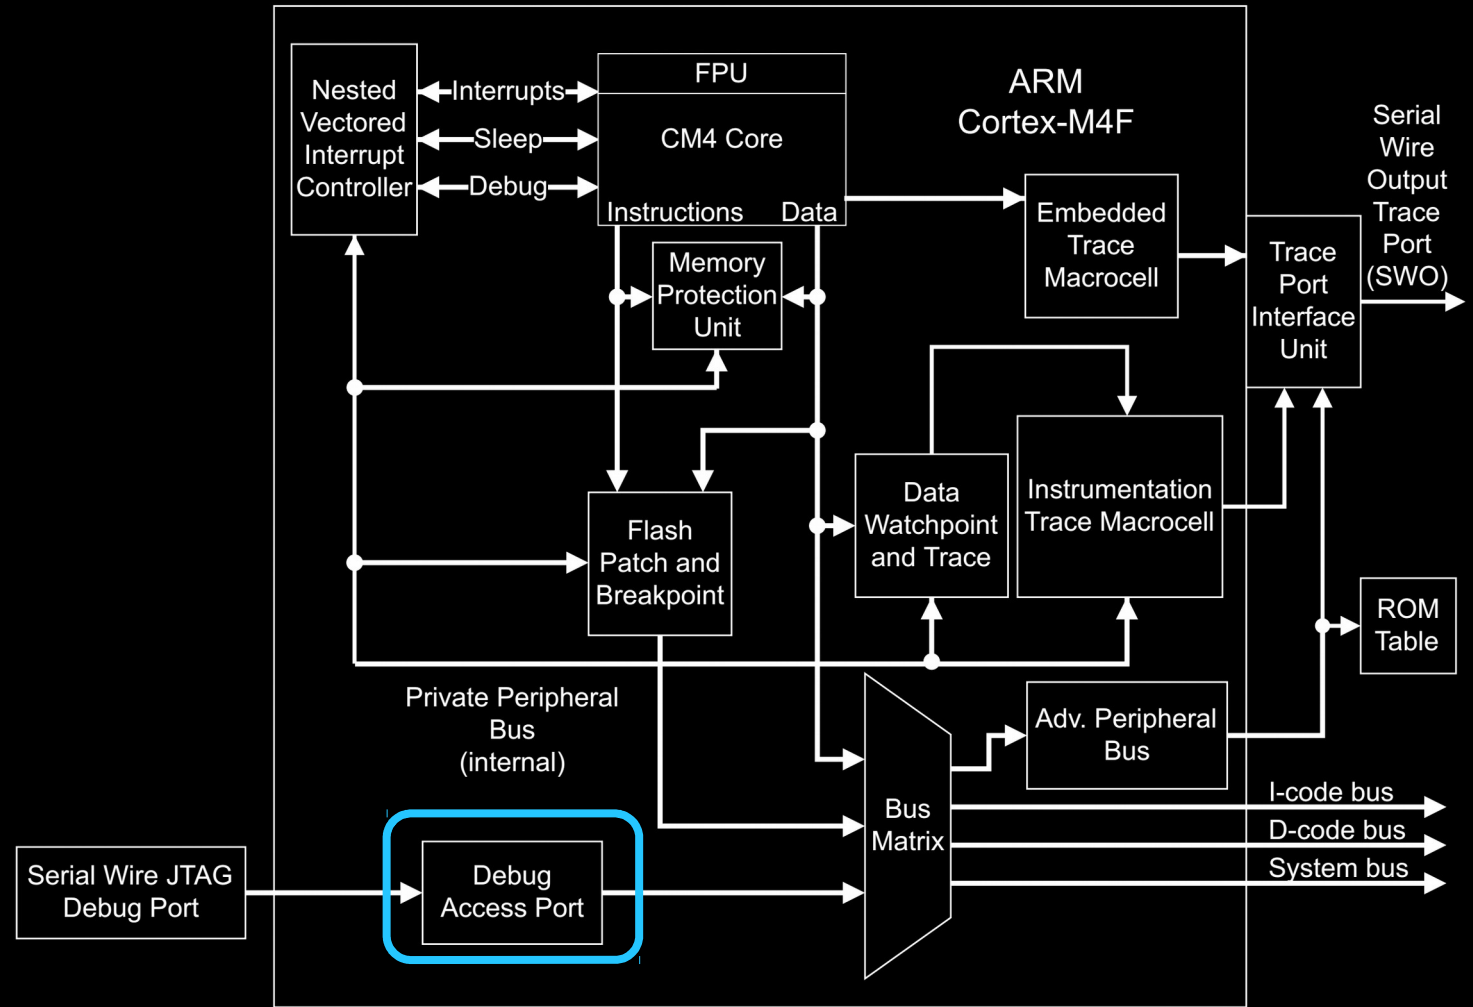 Nested
Vectored
Interrupt
Controller
Interrupts
Sleep
Debug
FPU
CM4 Core
Instructions
Data
ARM
Cortex-M4F
Serial
Wire
Output
Trace
Port
(SWO)
Embedded
Trace
Macrocell
Trace
Port
Interface
Unit
Memory
Protection
Unit
Flash
Patch and
Breakpoint
Data
Watchpoint
and Trace
Instrumentation
Trace Macrocell
ROM
Table
Private Peripheral
Bus
(internal)
Adv. Peripheral
Bus
Bus
Matrix
I-code bus
D-code bus
System bus
Serial Wire JTAG
Debug Port
Debug
Access Port